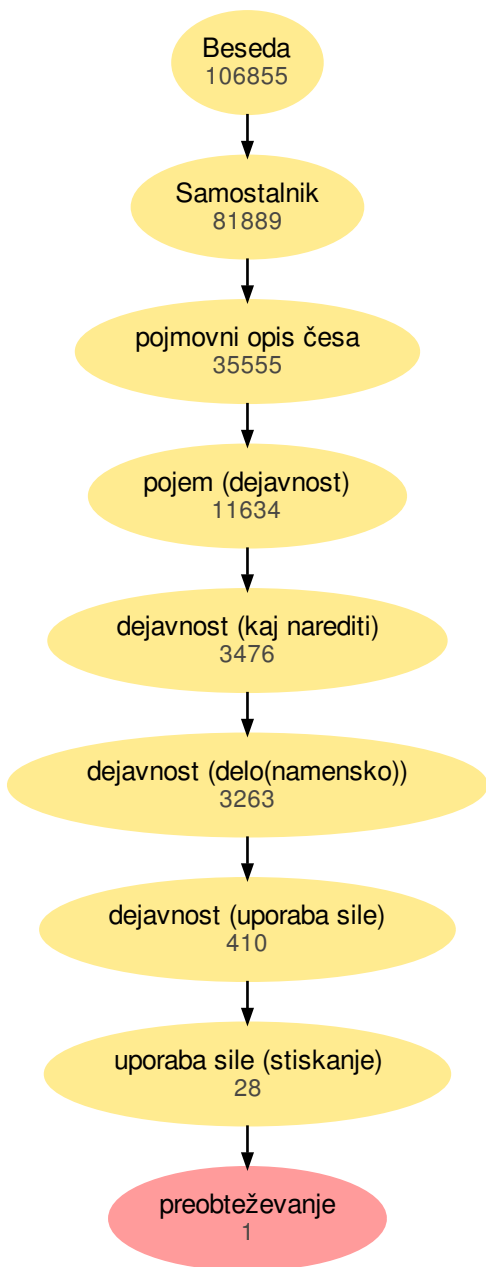 Beseda
106855
Samostalnik
81889
pojmovni opis česa
35555
pojem (dejavnost)
11634
dejavnost (kaj narediti)
3476
dejavnost (delo(namensko))
3263
dejavnost (uporaba sile)
410
uporaba sile (stiskanje)
28
preobteževanje
1